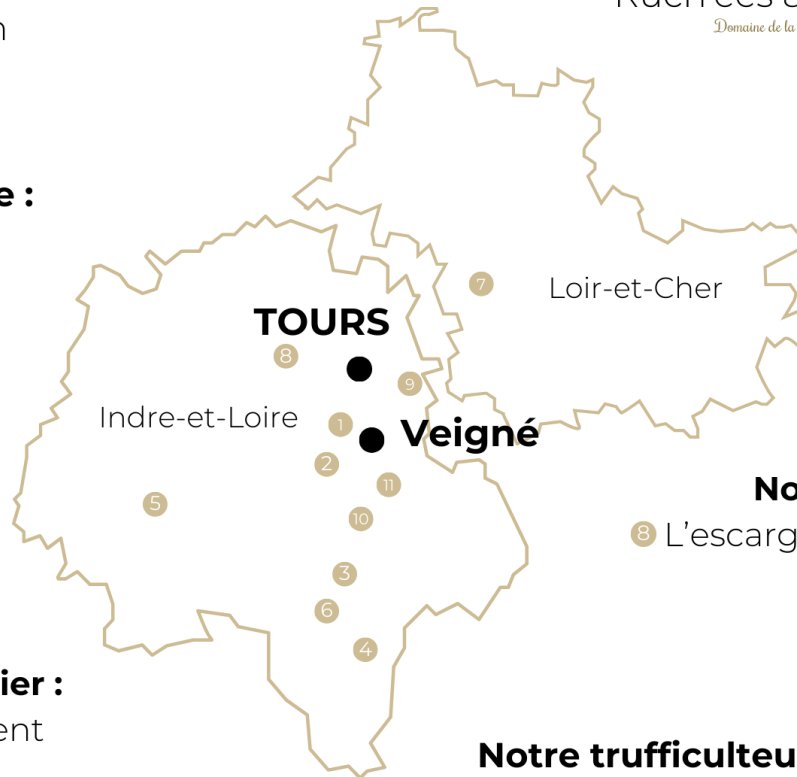 Domaine de la
e :
7
Loir-et-Cher
TOURS
8
9
Indre-et-Loire
1
Veigné
2
11
5
No
10
8 L'escarg
3
6
4
ier :
ent
Notre trufficulteu